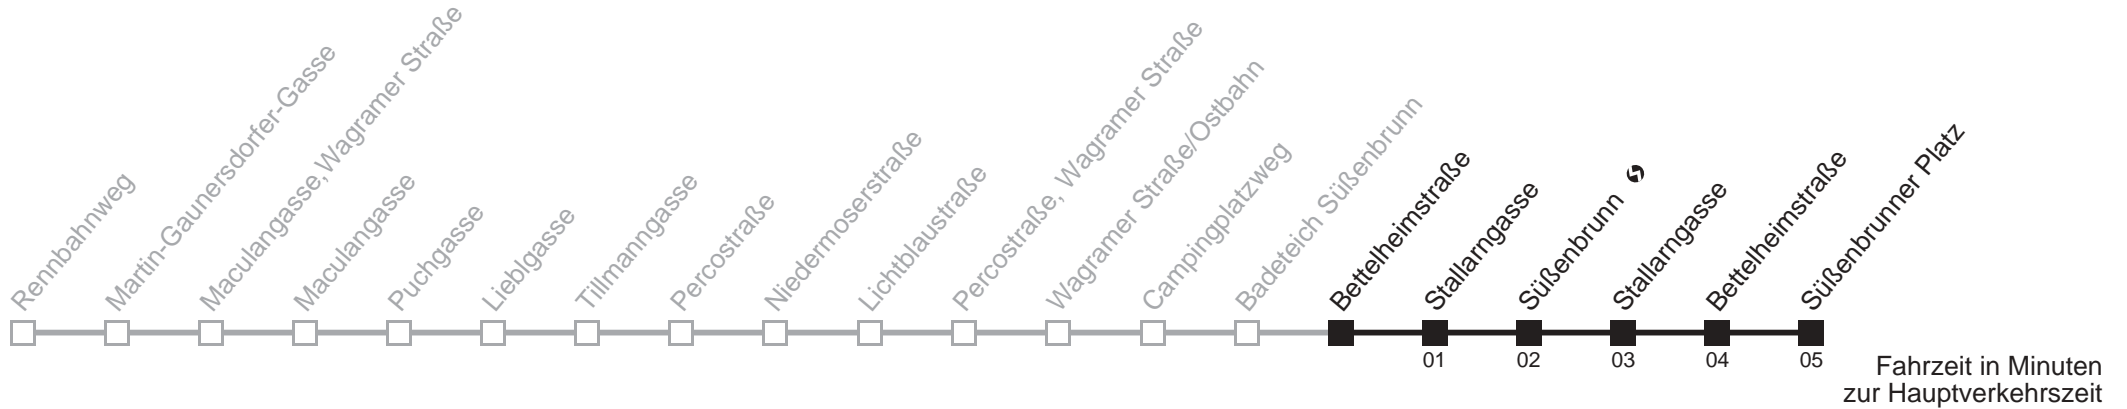 Rennbahnweg
Martin-Gaunersdorfer-Gasse
Maculangasse, Wagramer Straße
Maculangasse
Puchgasse
Lieblgasse
Tillmanngasse
Percostraße
Niedermoserstraße
Lichtblaustraße
Percostraße, Wagramer Straße
Wagramer Straße/Ostbahn
Campingplatzweg
Badeteich Süßenbrunn
Bettelheimstraße
Stallarngasse
Süßenbrunn
Stallarngasse
Bettelheimstraße
Süßenbrunner Platz
01 02 03 04 05
Fahrzeit in Minuten
zur Hauptverkehrszeit